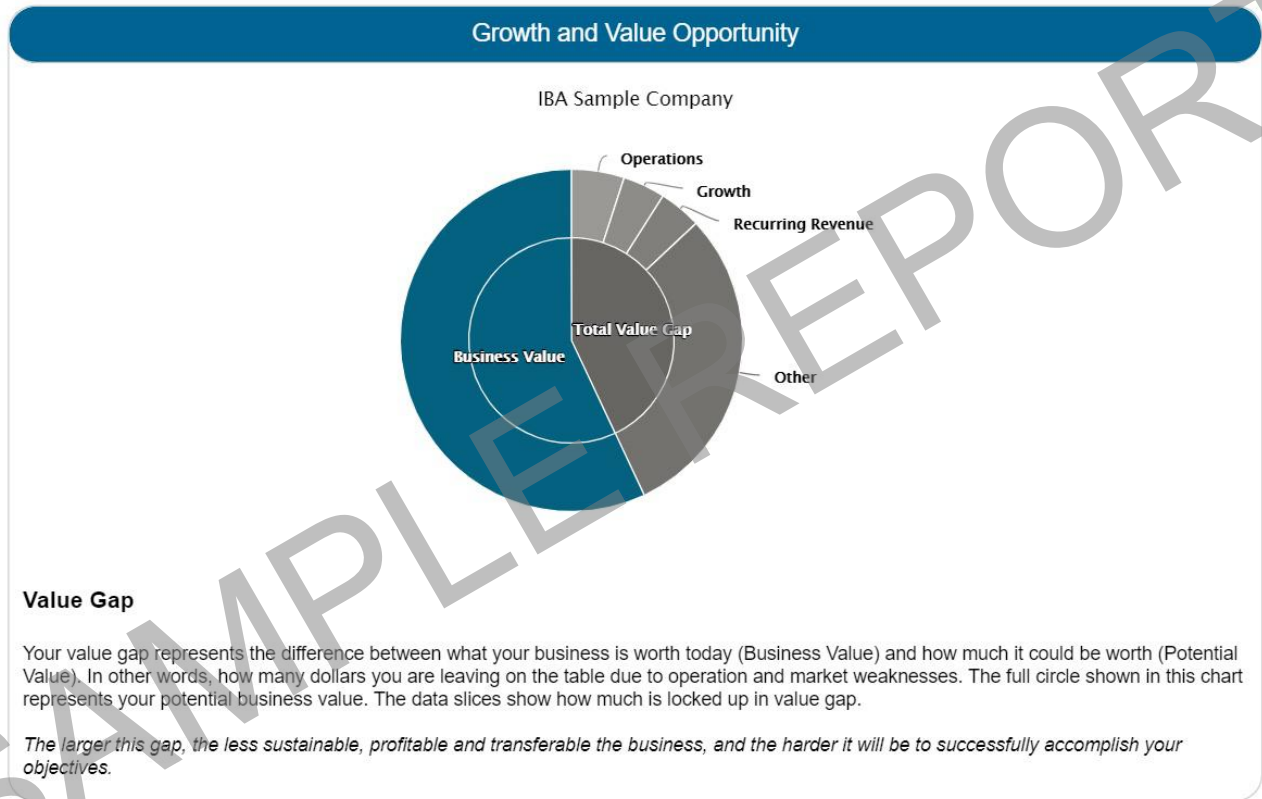 Growth and Value Opportunity
IBA Sample Company
Operations
Growth
Recurring Revenue
Total Value Gap
Business Value
Other
SAMPLE REPORT
Value Gap
Your value gap represents the difference between what your business is worth today (Business Value) and how much it could be worth (Potential
Value). In other words, how many dollars you are leaving on the table due to operation and market weaknesses. The full circle shown in this chart
represents your potential business value. The data slices show how much is locked up in value gap.
The larger this gap, the less sustainable, profitable and transferable the business, and the harder it will be to successfully accomplish your
objectives.